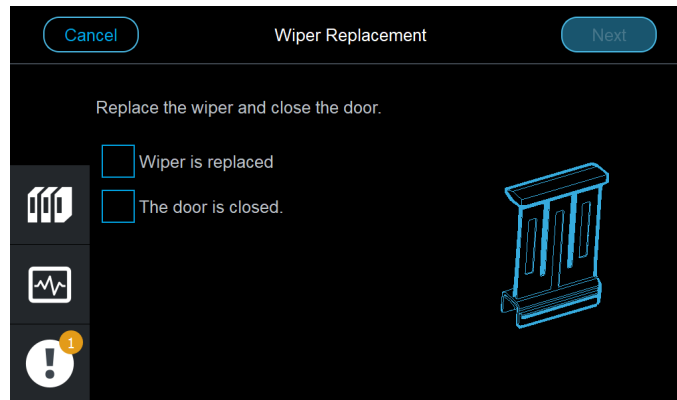 Cancel
Wiper Replacement
Next
Replace the wiper and close the door.
Wiper is replaced
The door is closed.
1